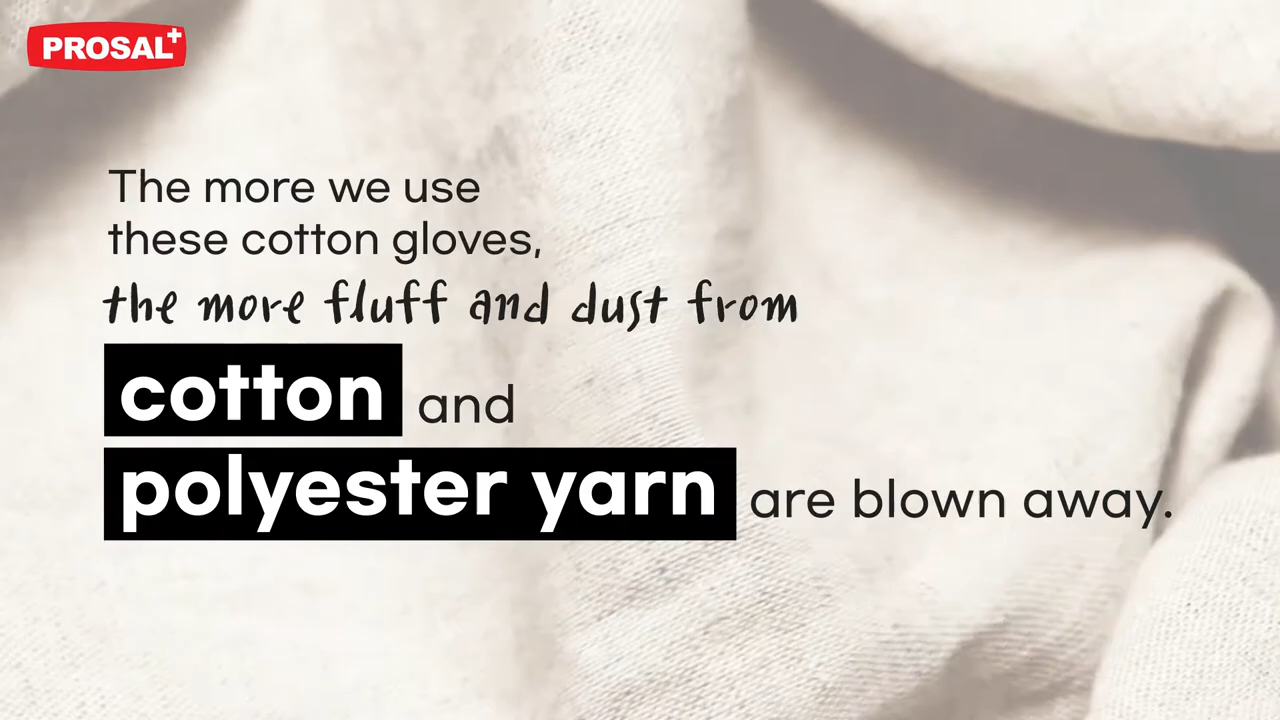 PROSAL+
The more we use
these cotton gloves,
the more fluff and dust from
cotton and
polyester yarn are blown away.